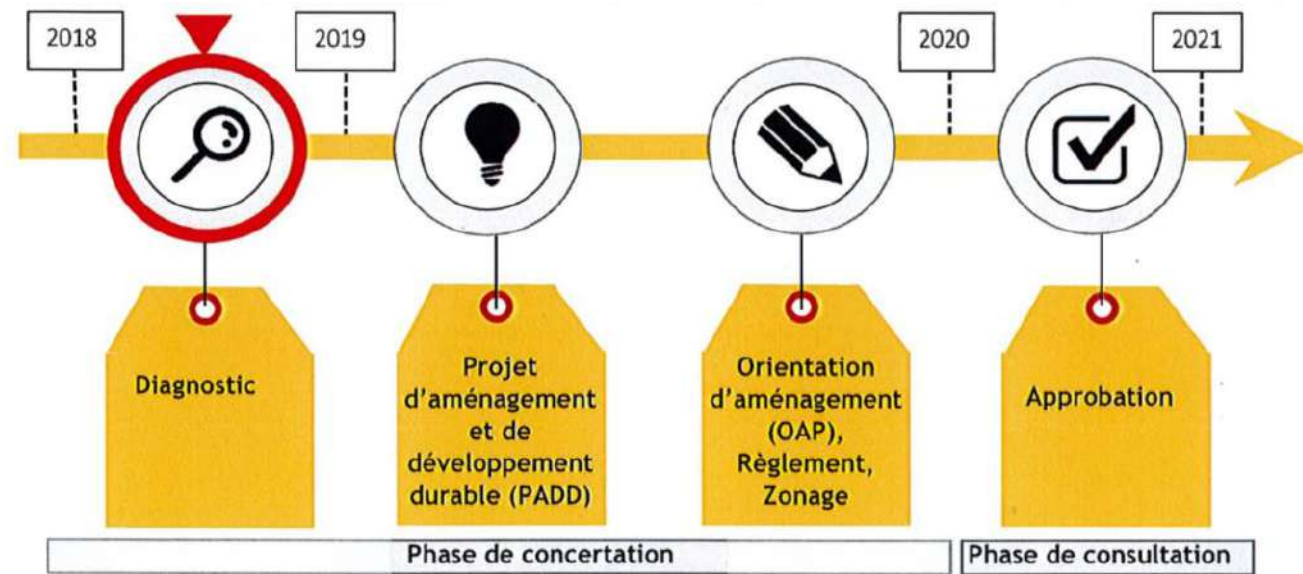 2018
2019
2020
2021
Diagnostic
Projet
d'aménagement
et de
développement
durable (PADD)
Orientation
d'aménagement
(OAP),
Règlement,
Zonage
Approbation
Phase de concertation
Phase de consultation